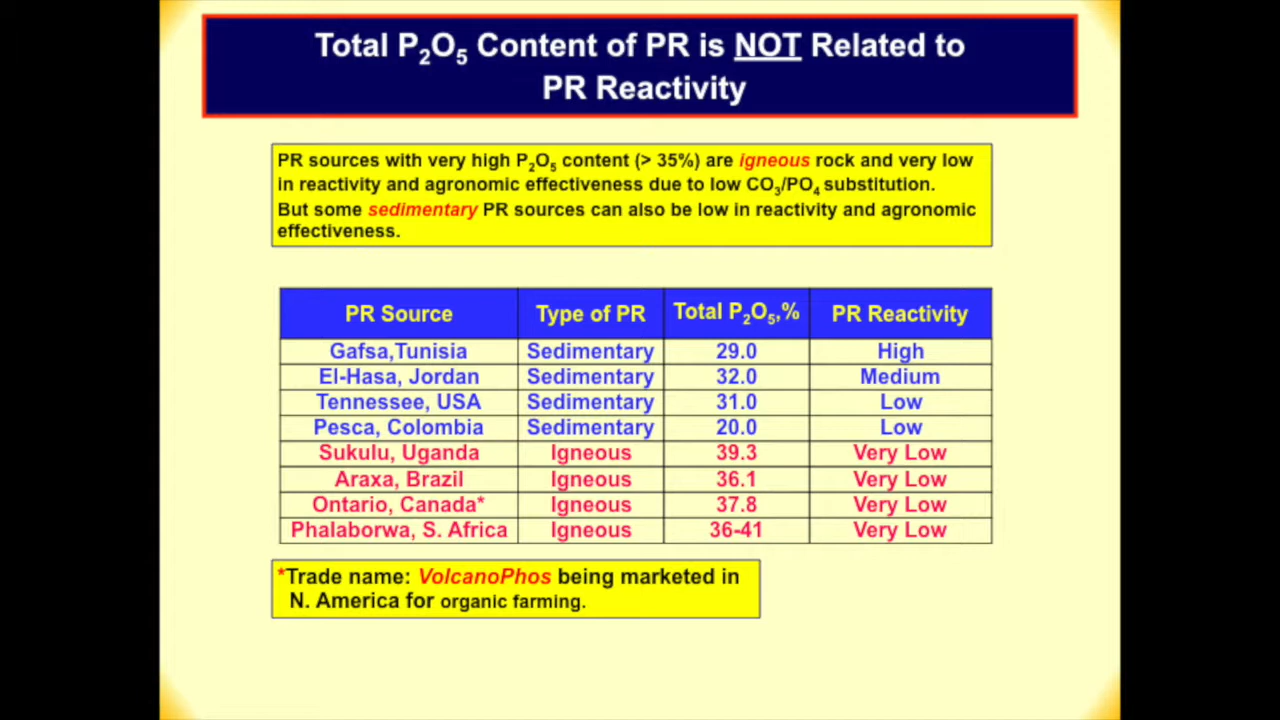 Total P₂O₅ Content of PR is NOT Related to
PR Reactivity
PR sources with very high P₂O₅ content (> 35%) are igneous rock and very low
in reactivity and agronomic effectiveness due to low CO₃/PO₄ substitution.
But some sedimentary PR sources can also be low in reactivity and agronomic
effectiveness.
PR Source Type of PR Total P₂O₅,% PR Reactivity
Gafsa,Tunisia Sedimentary 29.0 High
El-Hasa, Jordan Sedimentary 32.0 Medium
Tennessee, USA Sedimentary 31.0 Low
Pesca, Colombia Sedimentary 20.0 Low
Sukulu, Uganda Igneous 39.3 Very Low
Araxa, Brazil Igneous 36.1 Very Low
Ontario, Canada* Igneous 37.8 Very Low
Phalaborwa, S. Africa Igneous 36-41 Very Low
*Trade name: VolcanoPhos being marketed in
N. America for organic farming.